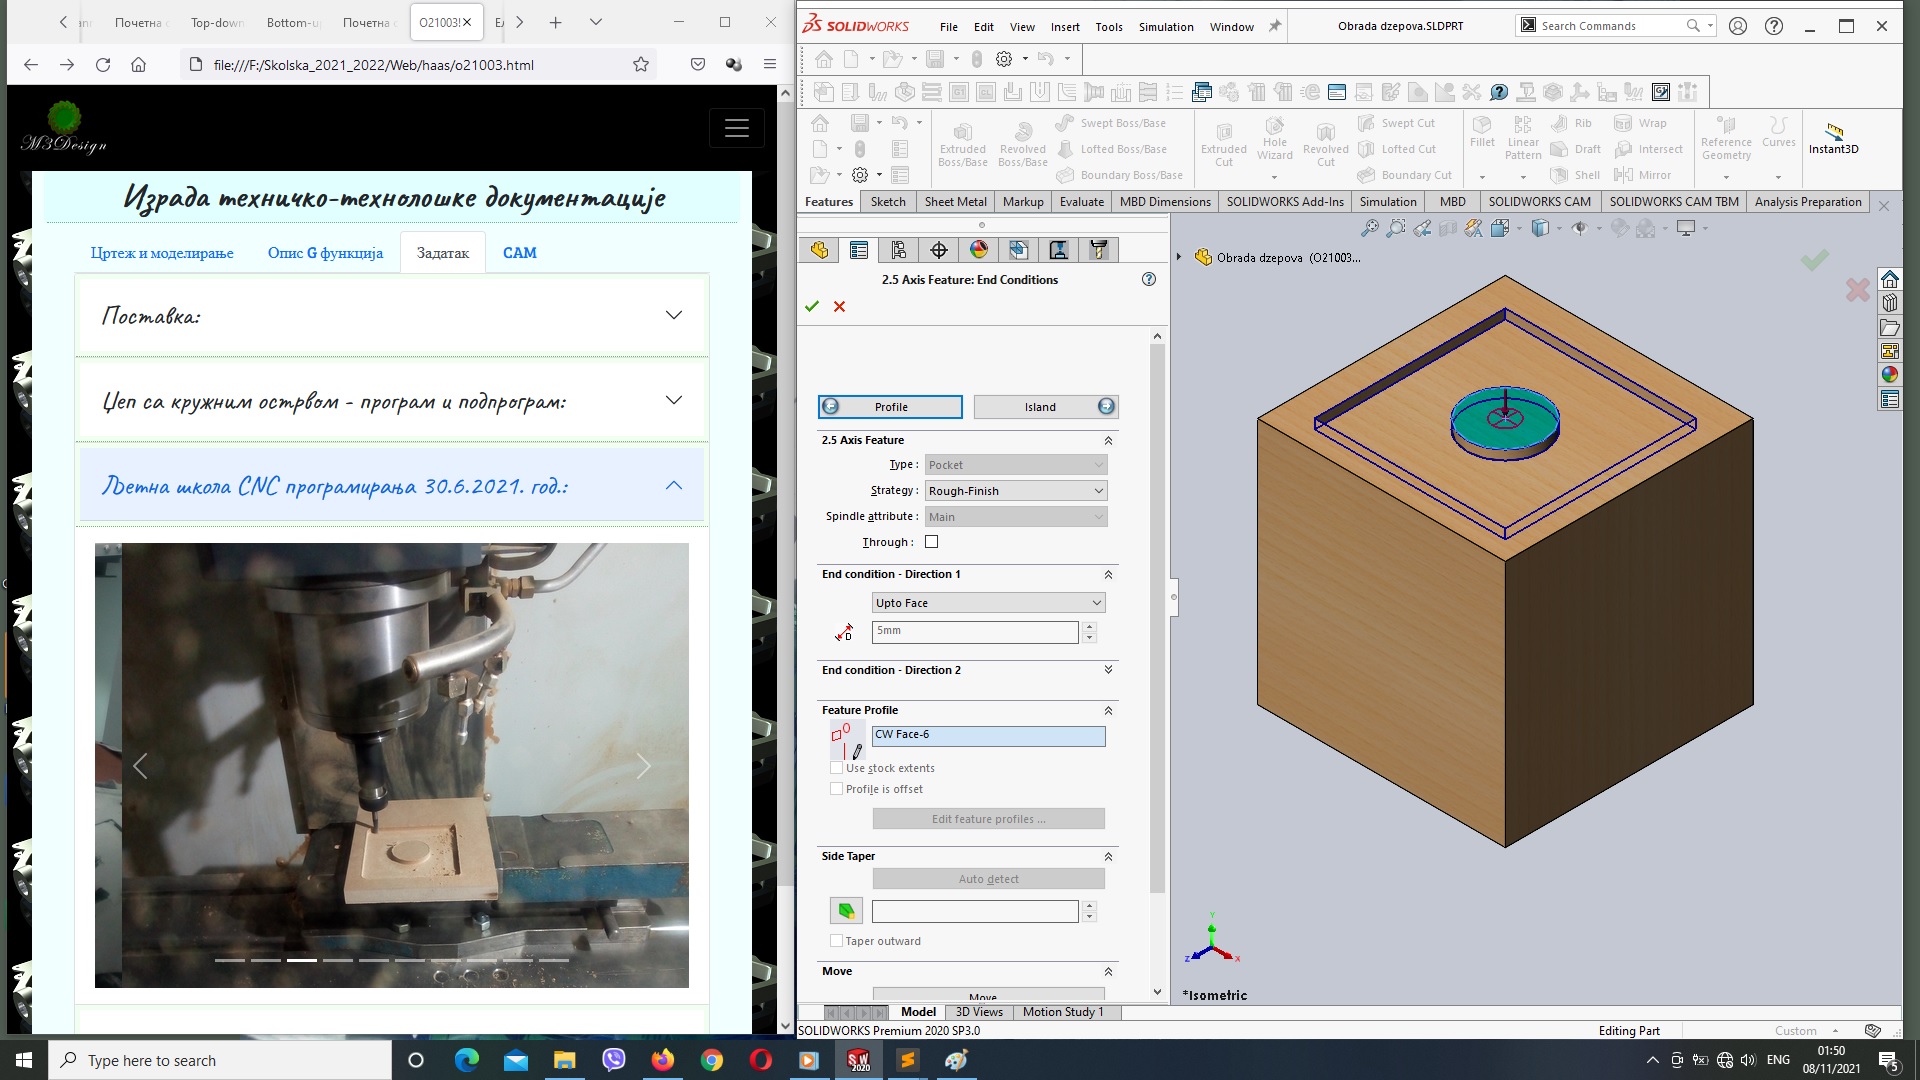 Почетна
Top-down
Bottom-u
Почетна
O21003!
file:///F:/Skolska_2021_2022/Web/haas/o21003.html
M3Design
Израда техничко-технолошке документације
Цртеж и моделирање
Опис G функција
Задатак
CAM
Поставка:
Џеп са кружним острвом - програм и подпрограм:
Љетна школа CNC програмирања 30.6.2021. год.:
SOLIDWORKS
File
Edit
View
Insert
Tools
Simulation
Window
Obrada dzepova.SLDPRT
Search Commands
Extruded Boss/Base
Revolved Boss/Base
Swept Boss/Base
Lofted Boss/Base
Boundary Boss/Base
Extruded Cut
Hole Wizard
Revolved Cut
Swept Cut
Lofted Cut
Boundary Cut
Fillet
Linear Pattern
Rib
Draft
Shell
Wrap
Intersect
Mirror
Reference Geometry
Curves
Instant3D
Features
Sketch
Sheet Metal
Markup
Evaluate
MBD Dimensions
SOLIDWORKS Add-Ins
Simulation
MBD
SOLIDWORKS CAM
SOLIDWORKS CAM TBM
Analysis Preparation
2.5 Axis Feature: End Conditions
Profile
Island
2.5 Axis Feature
Type :
Pocket
Strategy :
Rough-Finish
Spindle attribute :
Main
Through :
End condition - Direction 1
Upto Face
5mm
End condition - Direction 2
Feature Profile
CW Face-6
Use stock extents
Profile is offset
Edit feature profiles ...
Side Taper
Auto detect
Taper outward
Move
Move
Obrada dzepova (O21003...
Y
Z
X
*Isometric
Model
3D Views
Motion Study 1
SOLIDWORKS Premium 2020 SP3.0
Editing Part
Custom
Type here to search
ENG
01:50
08/11/2021
5